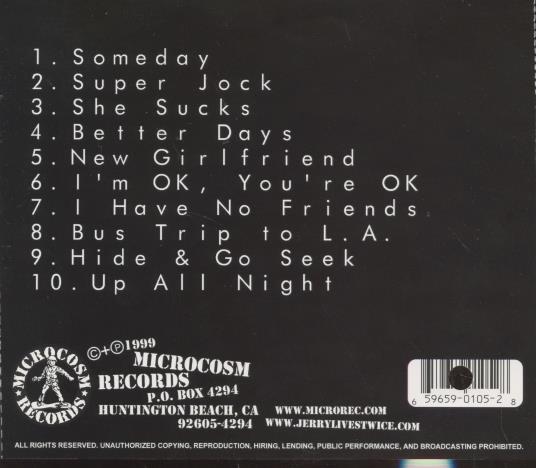 1. Someday
2. Super Jock
3. She Sucks
4. Better Days
5. New Girlfriend
6. I'm OK, You're OK
7. I Have No Friends
8. Bus Trip to L.A.
9. Hide & Go Seek
10. Up All Night
MICROCOSM RECORDS
©+℗1999
MICROCOSM
RECORDS
P.O. BOX 4294
HUNTINGTON BEACH, CA
92605-4294
WWW.MICROREC.COM
WWW.JERRYLIVESTWICE.COM
6 59659-0105-2 8
ALL RIGHTS RESERVED. UNAUTHORIZED COPYING, REPRODUCTION, HIRING, LENDING, PUBLIC PERFORMANCE, AND BROADCASTING PROHIBITED.